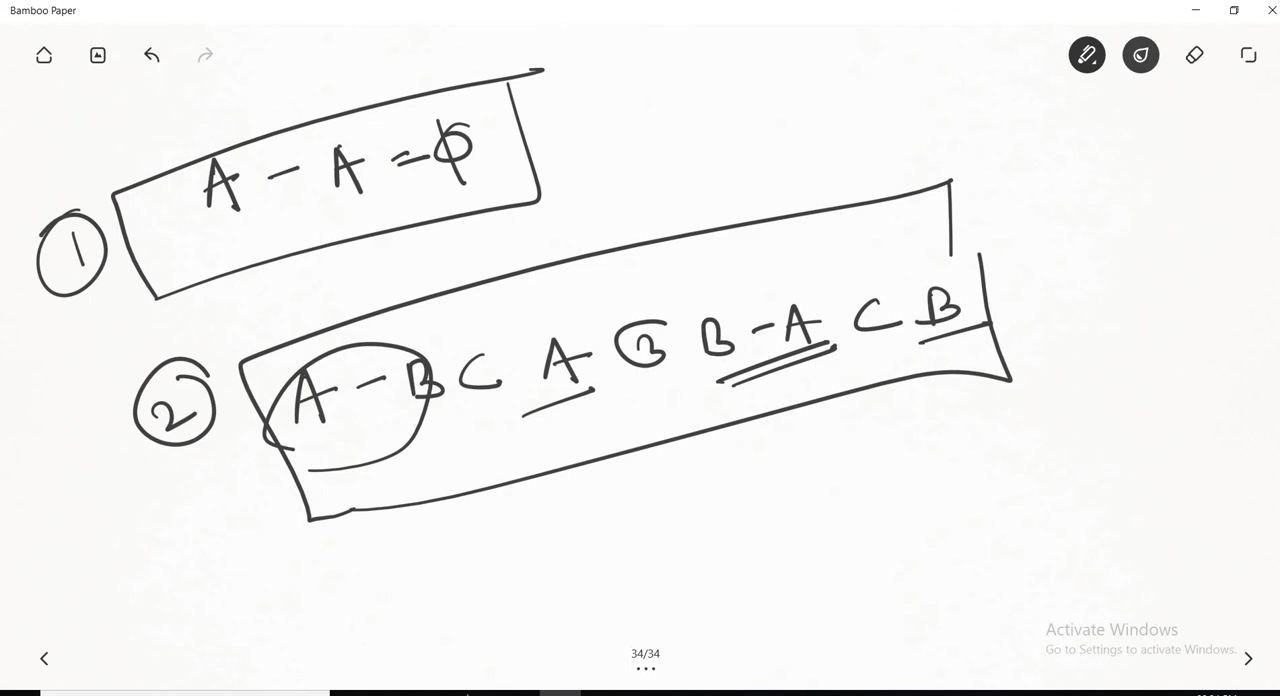 Bamboo Paper
A - A = ϕ
1
2
A - B ⊂ A ③ B - A ⊂ B
Activate Windows
Go to Settings to activate Windows.
34/34